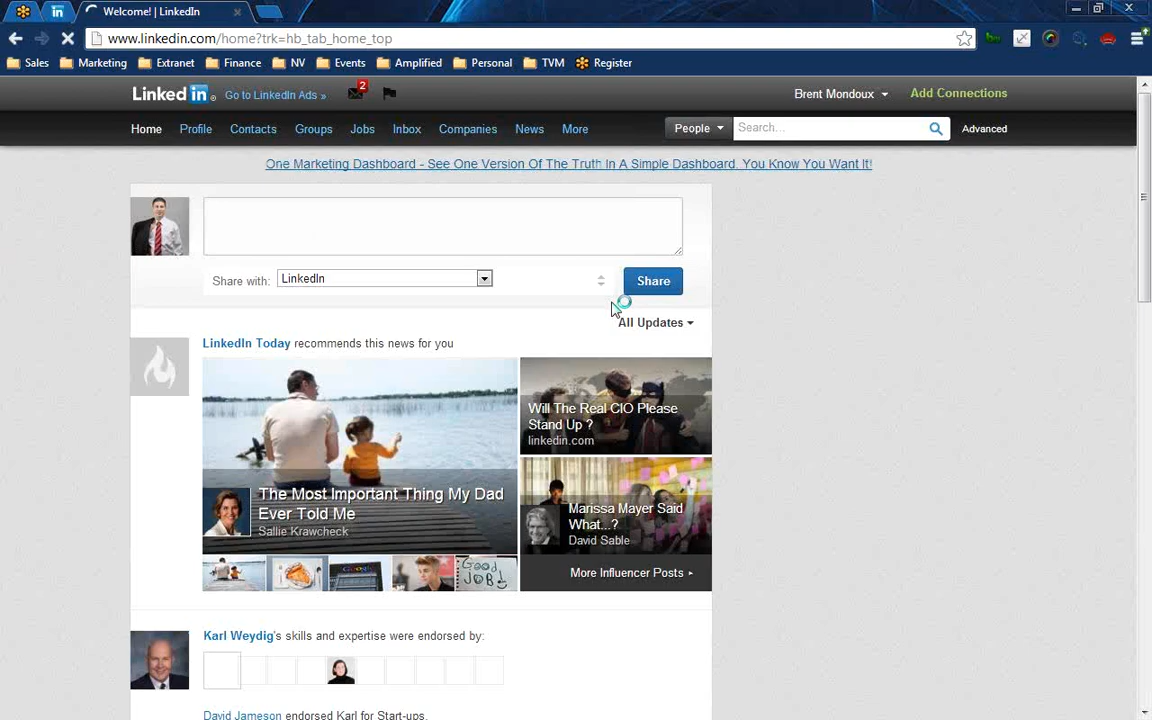 Welcome! | LinkedIn
www.linkedin.com/home?trk=hb_tab_home_top
Sales Marketing Extranet Finance NV Events Amplified Personal TVM Register
Linked in® Go to LinkedIn Ads » 2 Brent Mondoux Add Connections
Home Profile Contacts Groups Jobs Inbox Companies News More People Search... Advanced
One Marketing Dashboard - See One Version Of The Truth In A Simple Dashboard. You Know You Want It!
Share with: LinkedIn Share
All Updates
LinkedIn Today recommends this news for you
Will The Real CIO Please
Stand Up ?
linkedin.com
The Most Important Thing My Dad
Ever Told Me
Sallie Krawcheck
Marissa Mayer Said
What...?
David Sable
GOOD
JOB!
More Influencer Posts
Karl Weydig's skills and expertise were endorsed by:
David Jameson endorsed Karl for Start-ups.